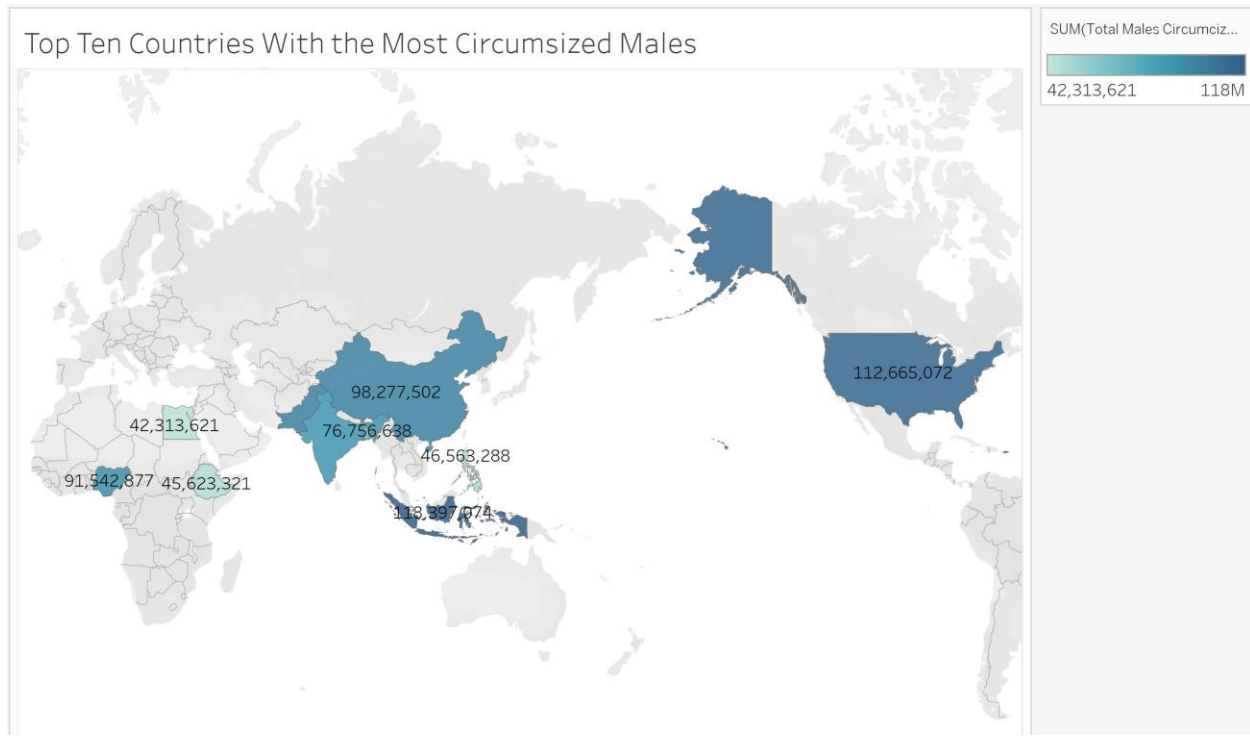 Top Ten Countries With the Most Circumsized Males
SUM(Total Males Circumciz...
42,313,621 118M
112,665,072
98,277,502
42,313,621
76,756,638
46,563,288
91,542,877
45,623,321
118,397,074